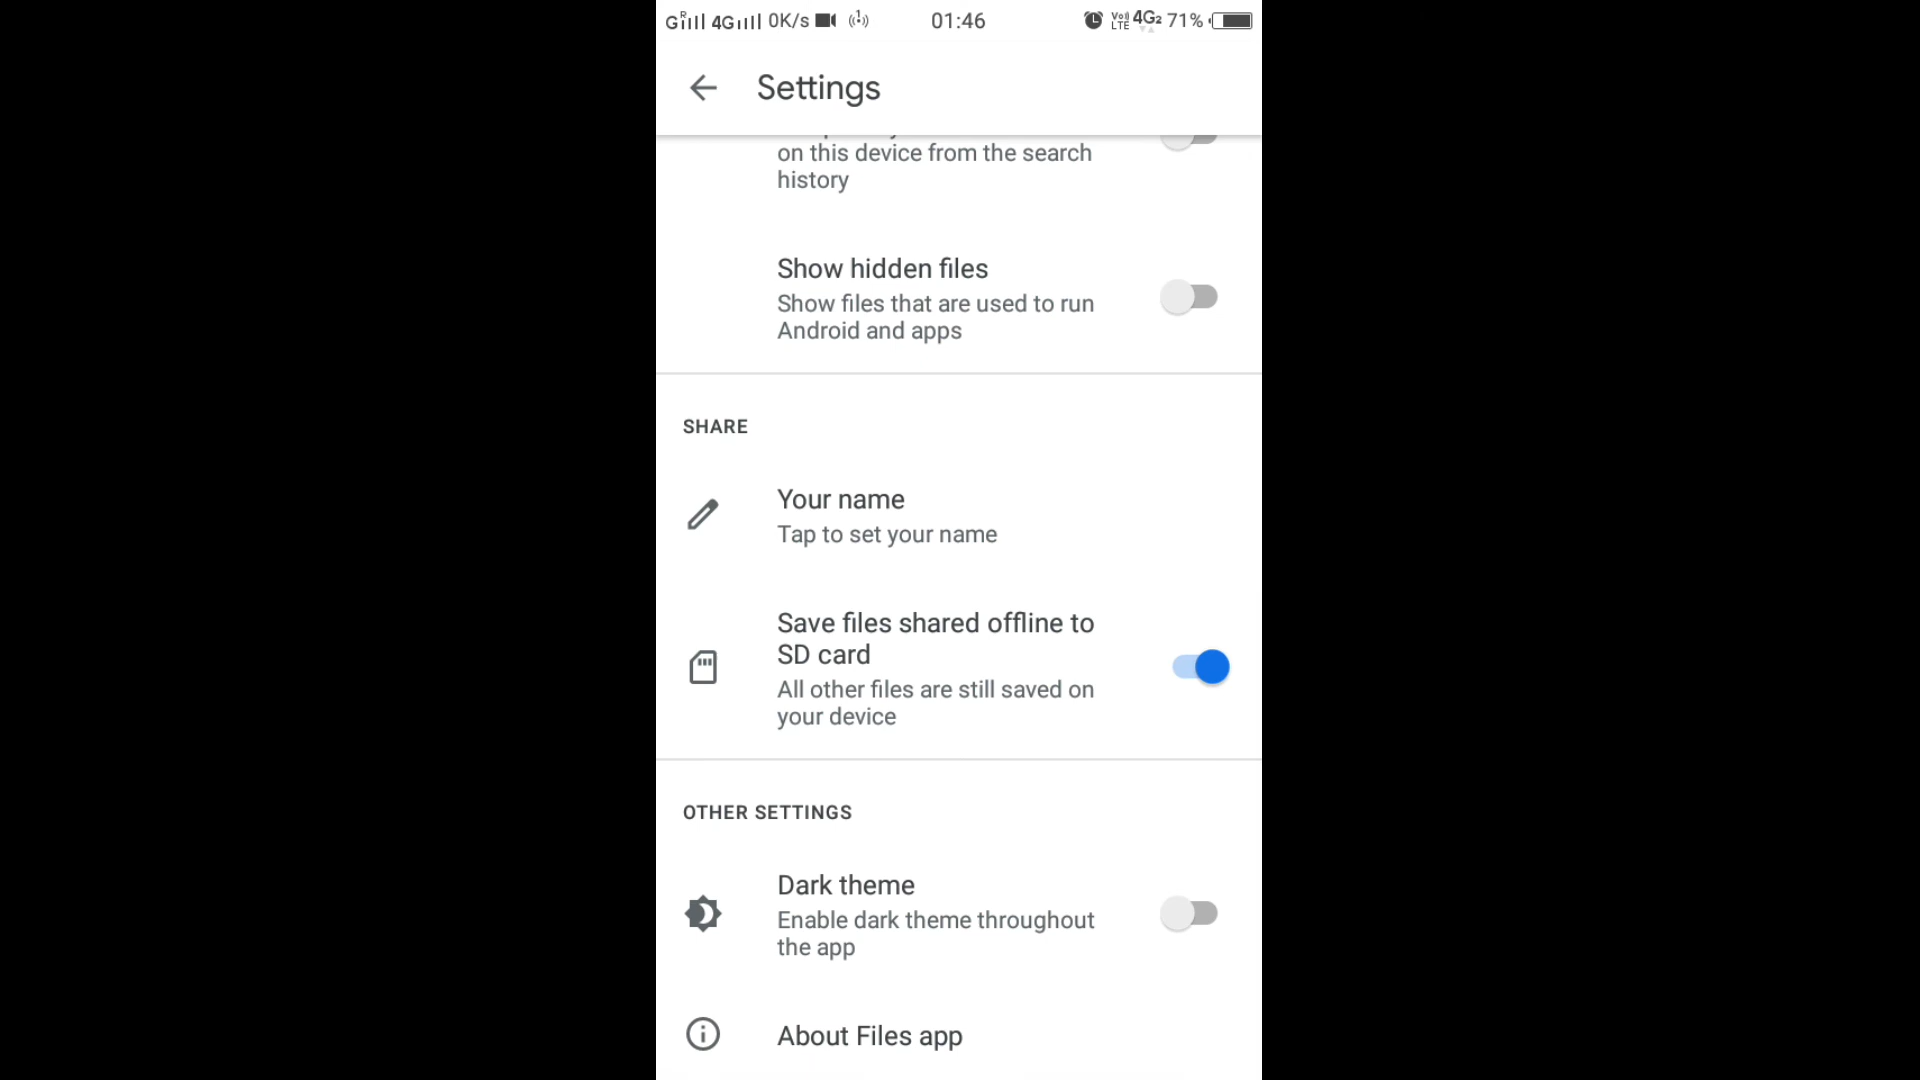 4G 0K/s 01:46 VoLTE 4G2 71%
Settings
on this device from the search
history
Show hidden files
Show files that are used to run
Android and apps
SHARE
Your name
Tap to set your name
Save files shared offline to
SD card
All other files are still saved on
your device
OTHER SETTINGS
Dark theme
Enable dark theme throughout
the app
About Files app